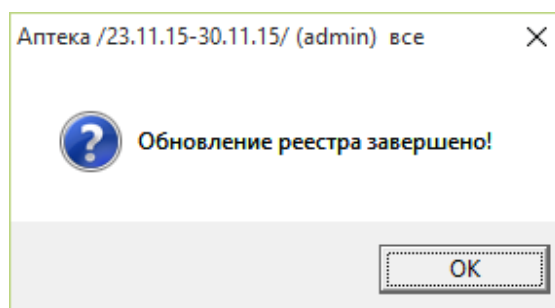 Аптека /23.11.15-30.11.15/ (admin) все
Обновление реестра завершено!
OK